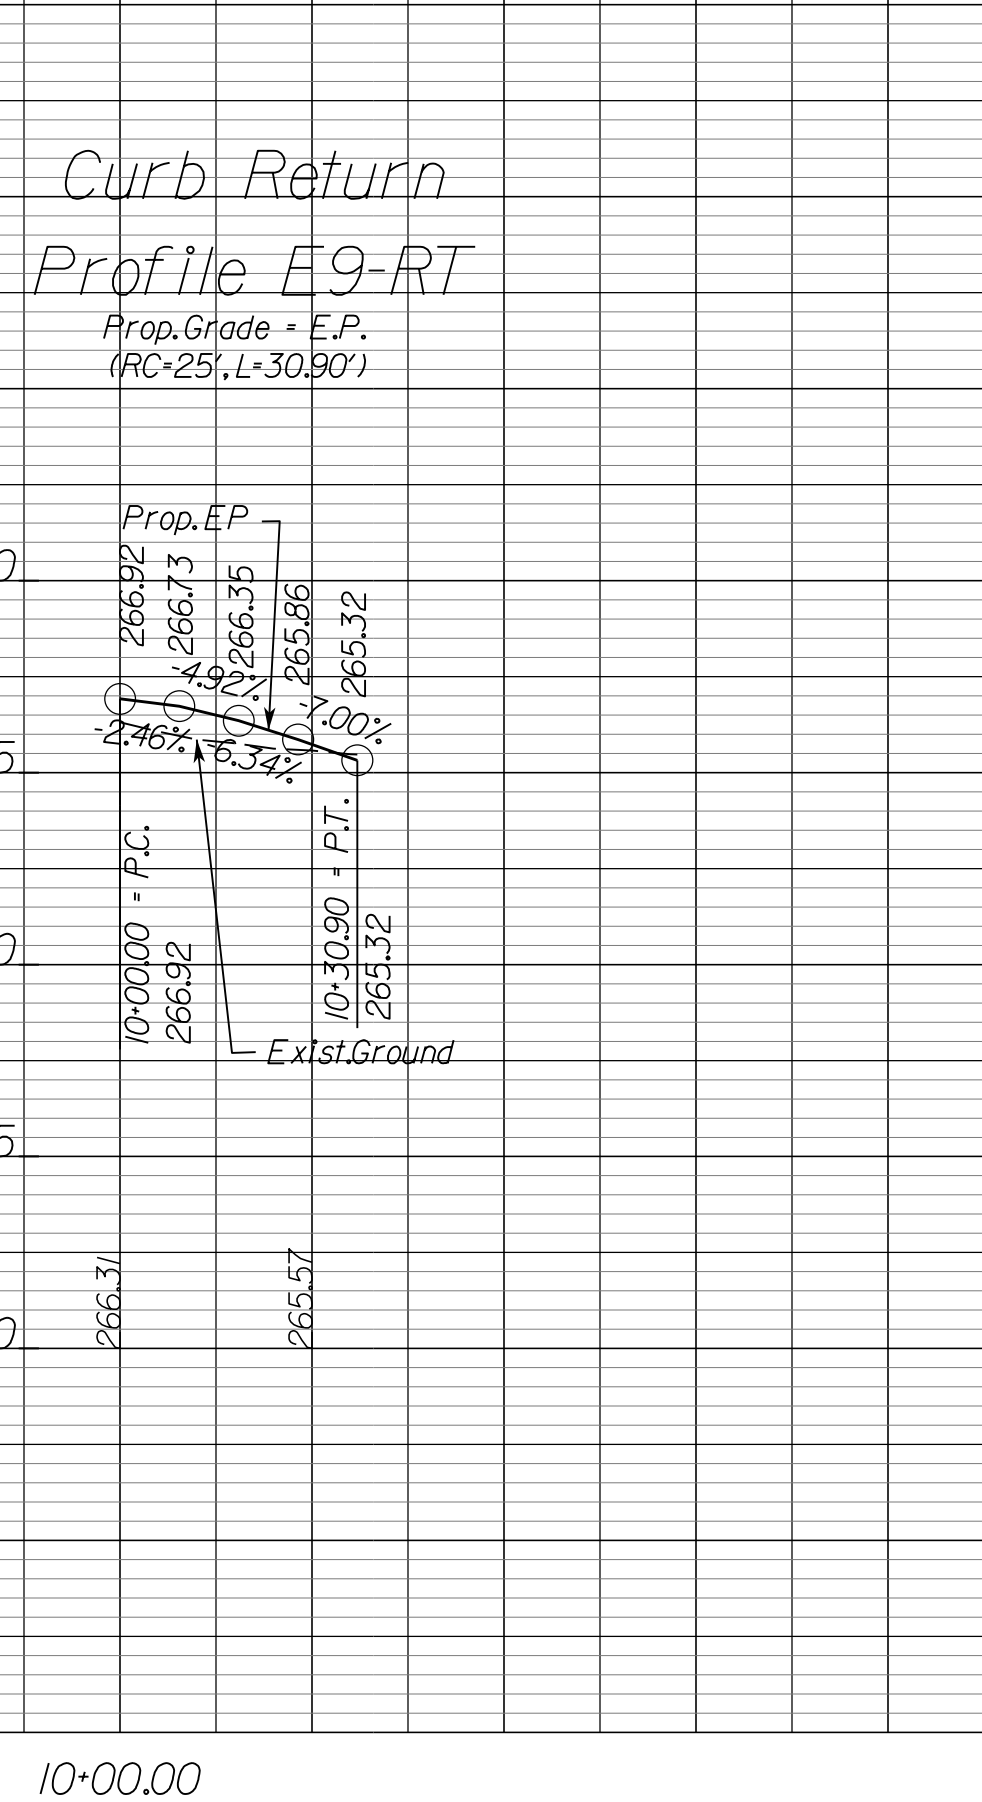 Curb Return
Profile E9-RT
Prop. Grade = E.P.
(RC=25', L=30.90')
Prop. EP
266.92
266.73
266.35
265.86
265.32
-2.46%
-4.92%
-6.34%
-7.00%
10+00.00 = P.C.
266.92
10+30.90 = P.T.
265.32
Exist. Ground
266.31
265.57
10+00.00